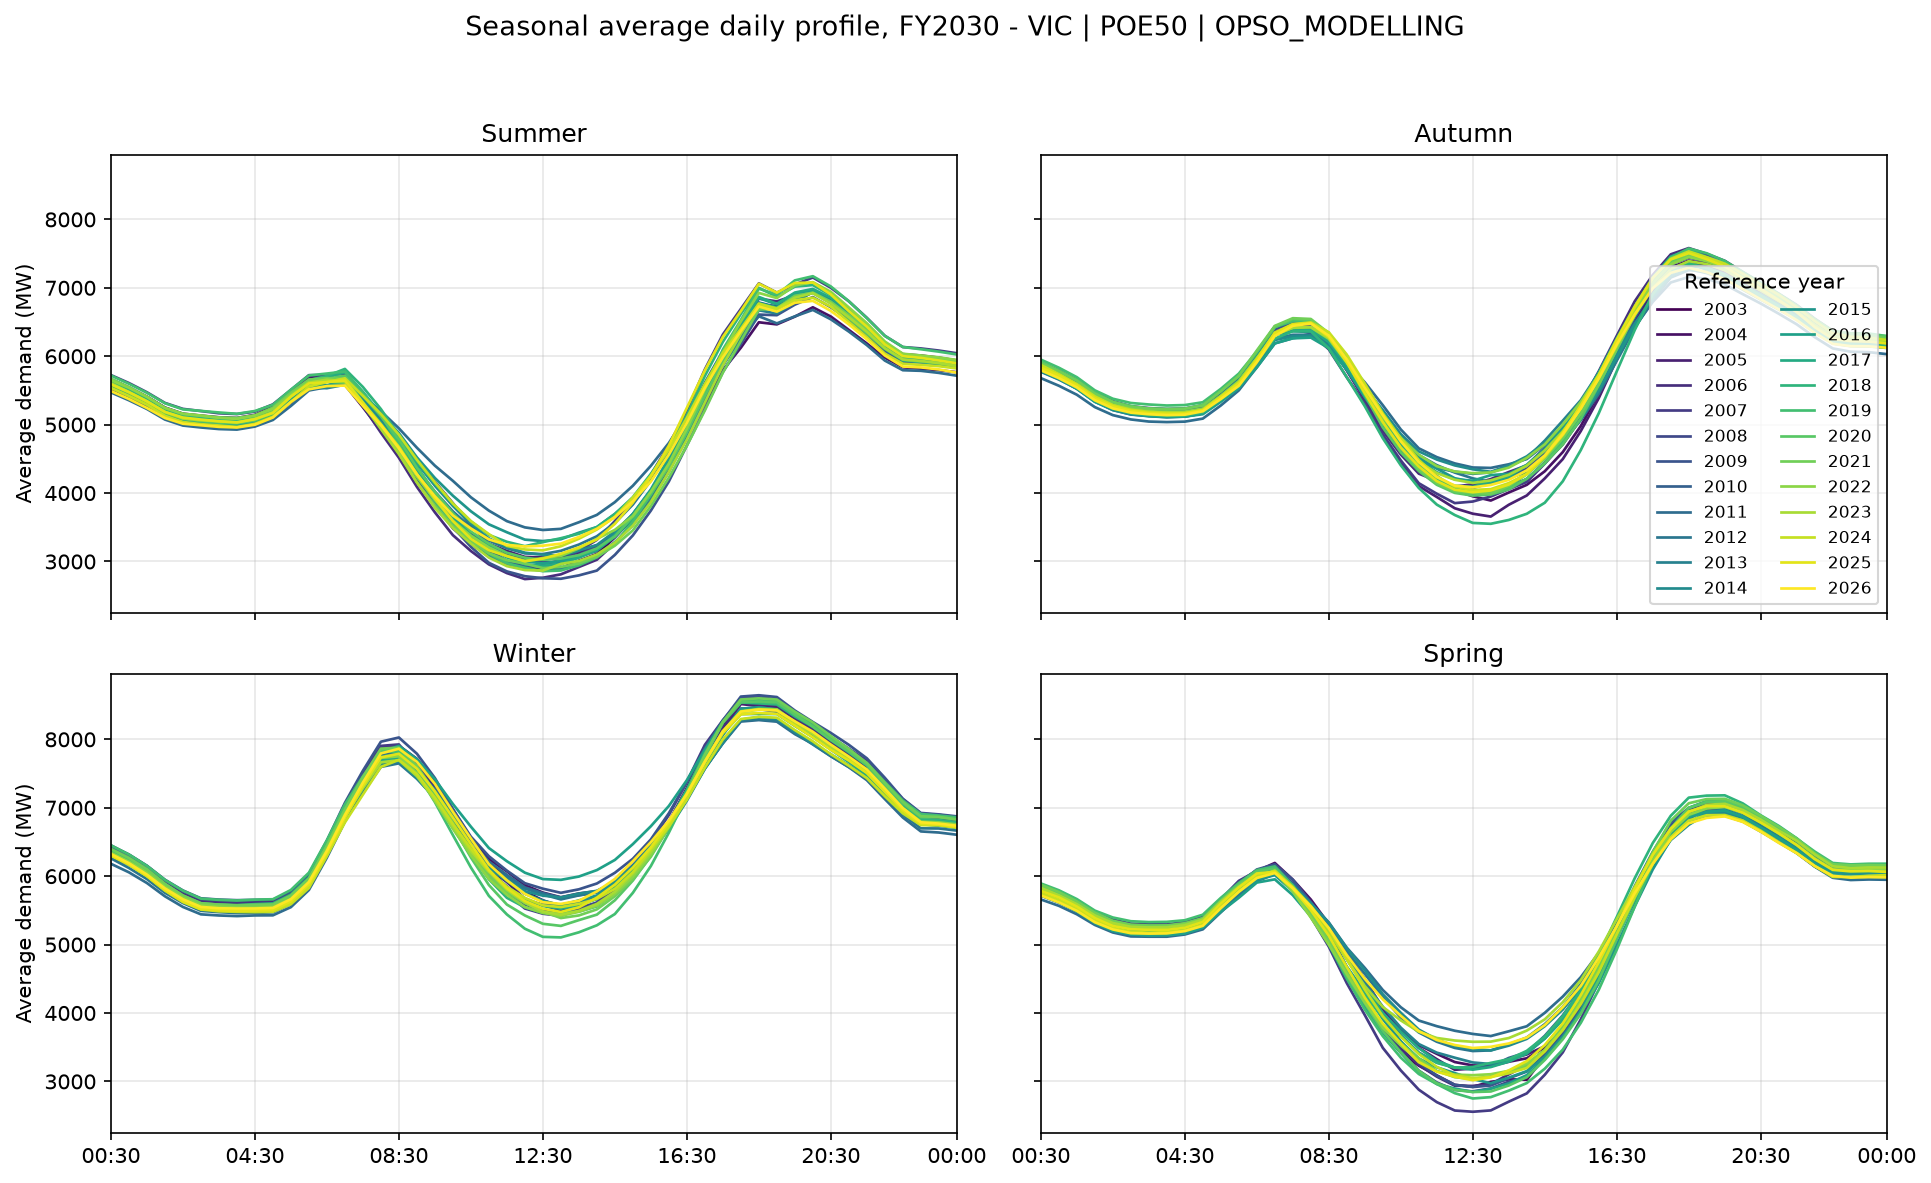 Seasonal average daily profile, FY2030 - VIC | POE50 | OPSO_MODELLING
Summer
Autumn
Average demand (MW)
8000
7000
6000
5000
4000
3000
Reference year
2003 2015
2004 2016
2005 2017
2006 2018
2007 2019
2008 2020
2009 2021
2010 2022
2011 2023
2012 2024
2013 2025
2014 2026
Winter
Spring
Average demand (MW)
8000
7000
6000
5000
4000
3000
00:30 04:30 08:30 12:30 16:30 20:30 00:00
00:30 04:30 08:30 12:30 16:30 20:30 00:00